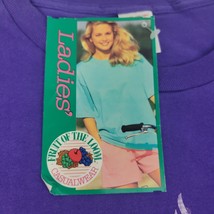 Ladies'
FRUIT OF THE LOOM
CASUALWEAR